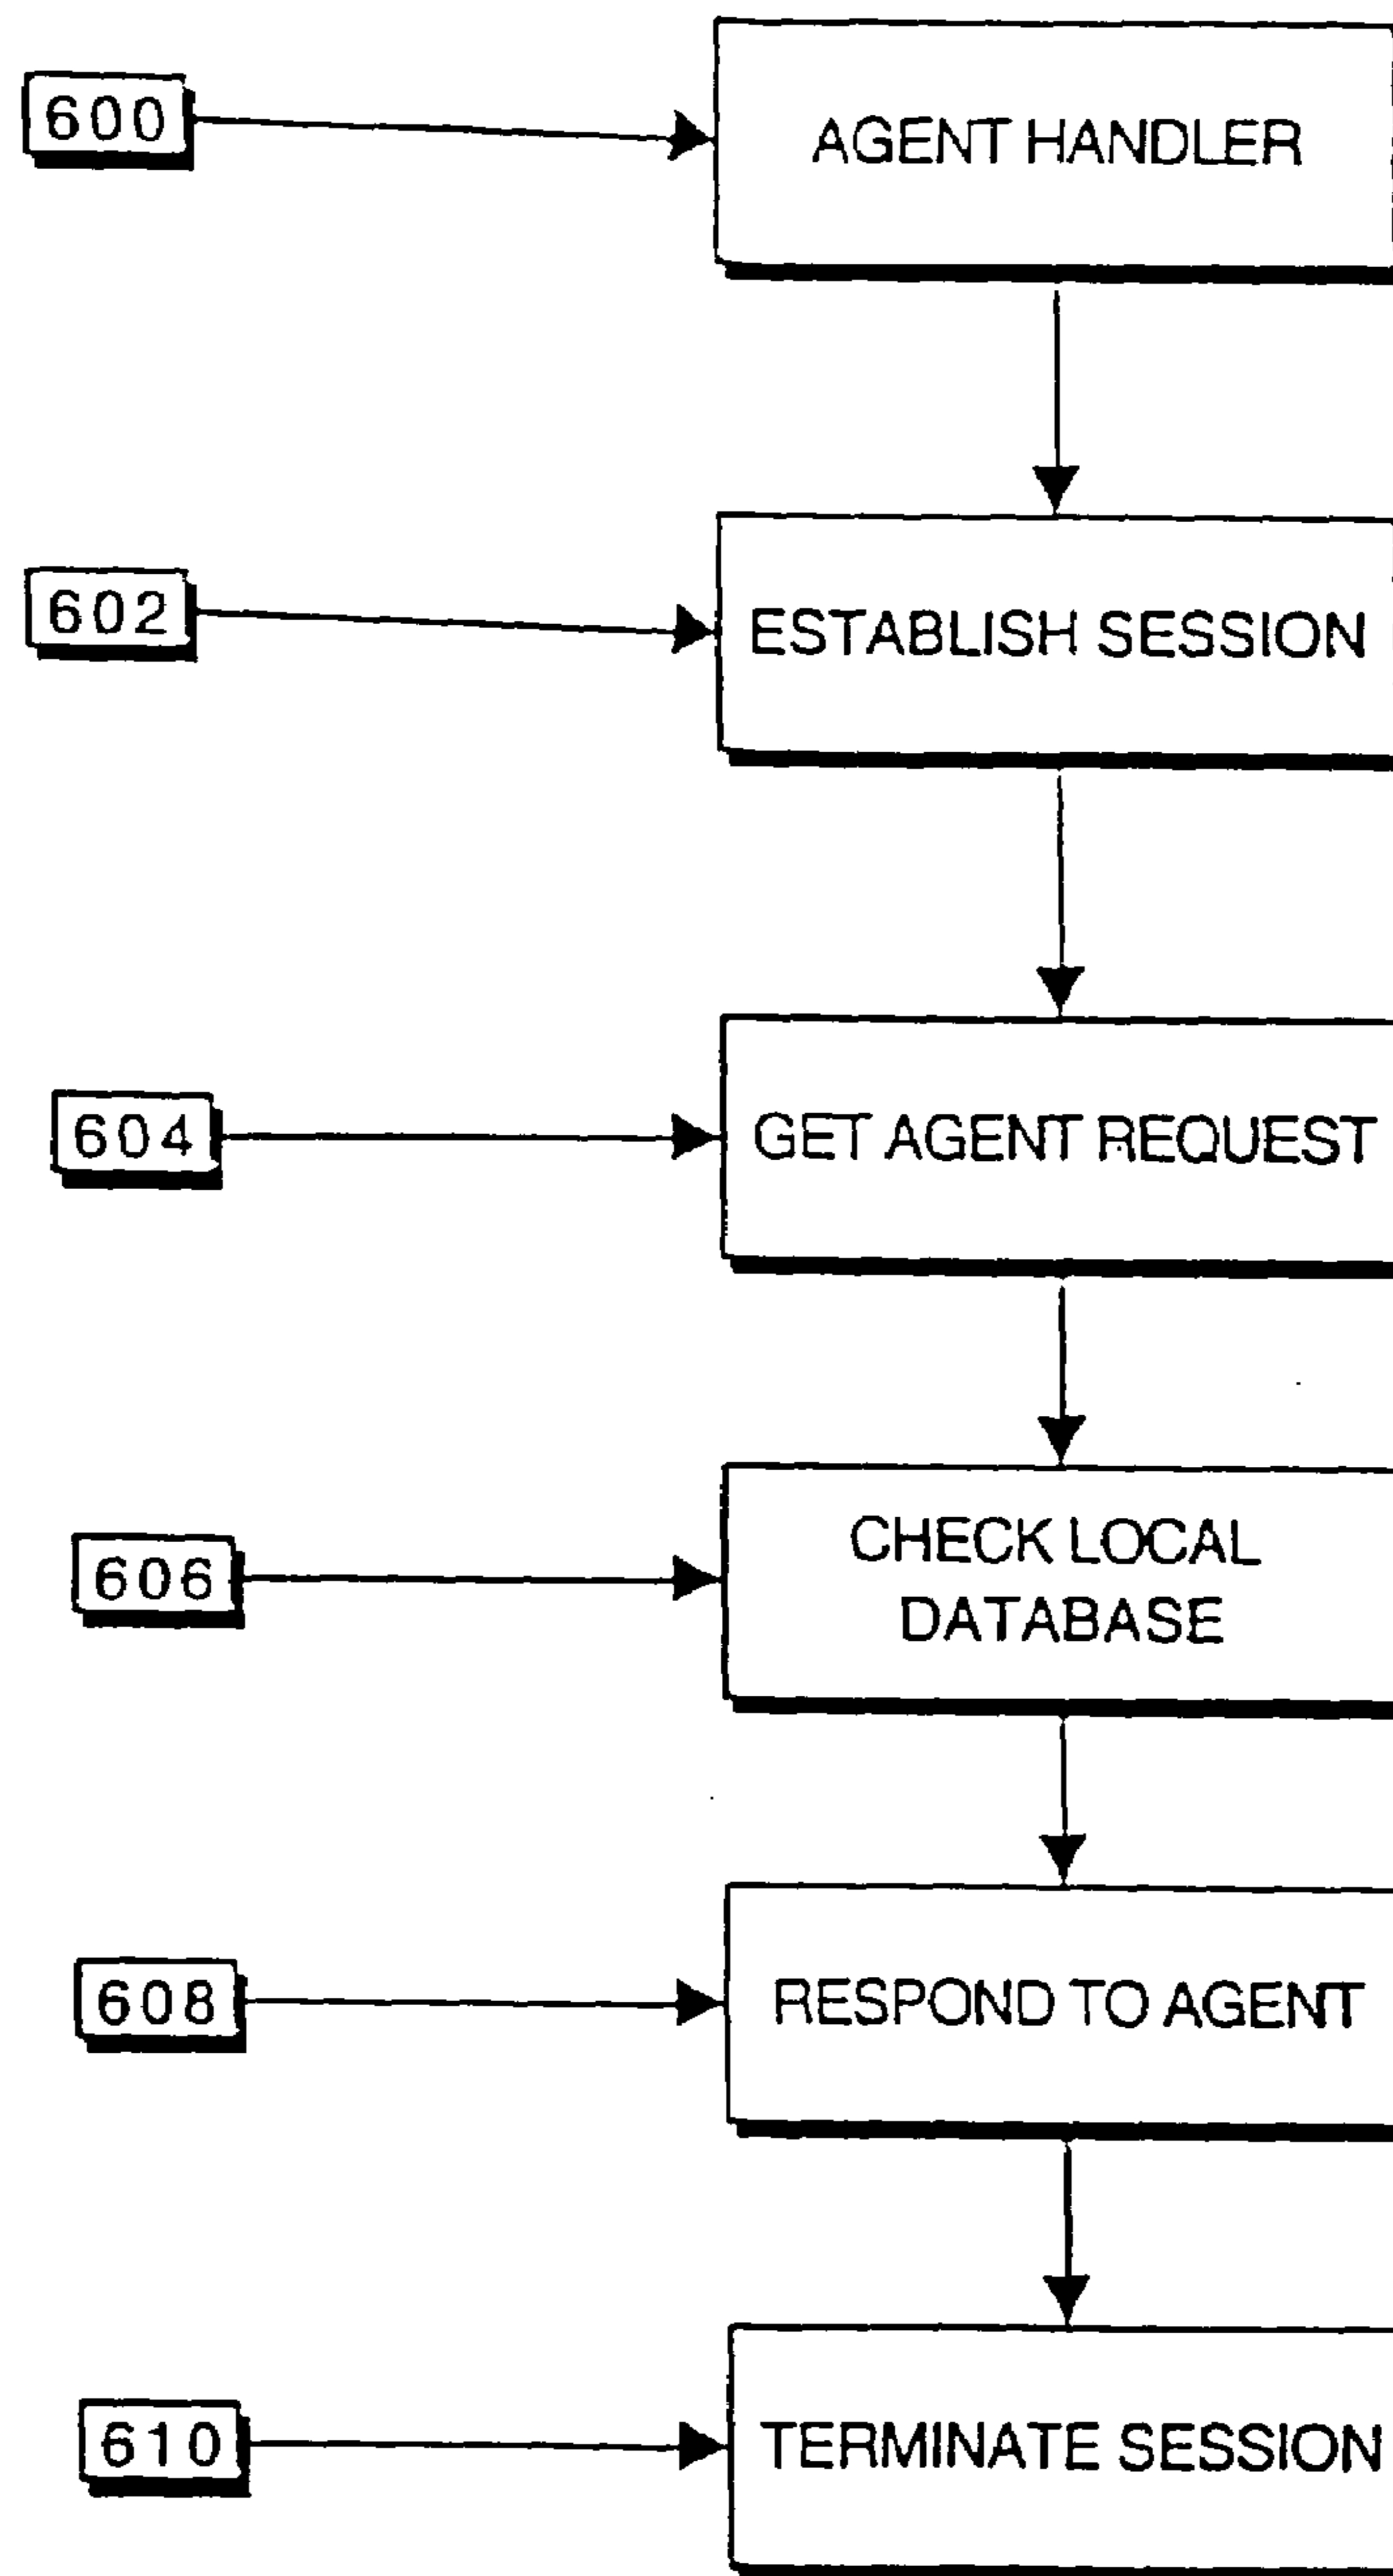 600
AGENT HANDLER
602
ESTABLISH SESSION
604
GET AGENT REQUEST
606
CHECK LOCAL
DATABASE
608
RESPOND TO AGENT
610
TERMINATE SESSION